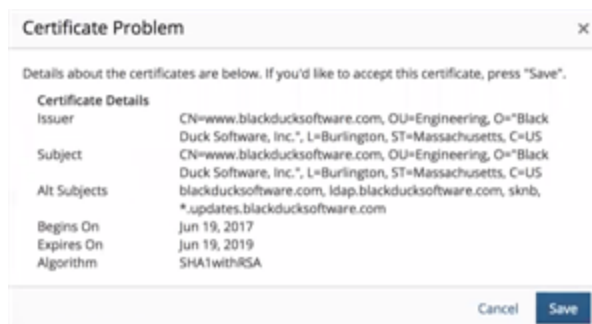 Certificate Problem ×
Details about the certificates are below. If you'd like to accept this certificate, press "Save".
Certificate Details
Issuer CN=www.blackducksoftware.com, OU=Engineering, O="Black
Duck Software, Inc.", L=Burlington, ST=Massachusetts, C=US
Subject CN=www.blackducksoftware.com, OU=Engineering, O="Black
Duck Software, Inc.", L=Burlington, ST=Massachusetts, C=US
Alt Subjects blackducksoftware.com, ldap.blackducksoftware.com, sknb,
*.updates.blackducksoftware.com
Begins On Jun 19, 2017
Expires On Jun 19, 2019
Algorithm SHA1withRSA
Cancel Save